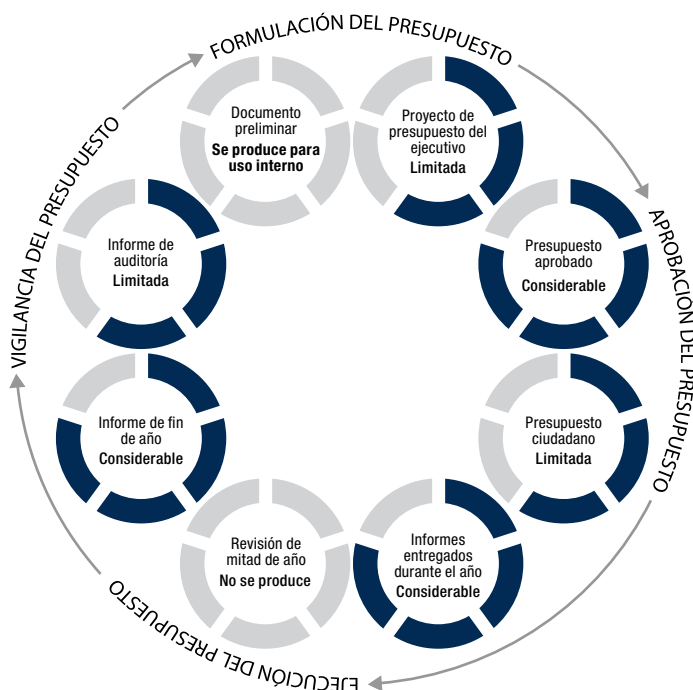 FORMULACIÓN DEL PRESUPUESTO
Documento
preliminar
Se produce para
uso interno
Proyecto de
presupuesto del
ejecutivo
Limitada
APROBACIÓN DEL PRESUPUESTO
Presupuesto
aprobado
Considerable
Presupuesto
ciudadano
Limitada
EJECUCIÓN DEL PRESUPUESTO
Informes
entregados
durante el año
Considerable
Revisión de
mitad de año
No se produce
VIGILANCIA DEL PRESUPUESTO
Informe de fin
de año
Considerable
Informe de
auditoría
Limitada